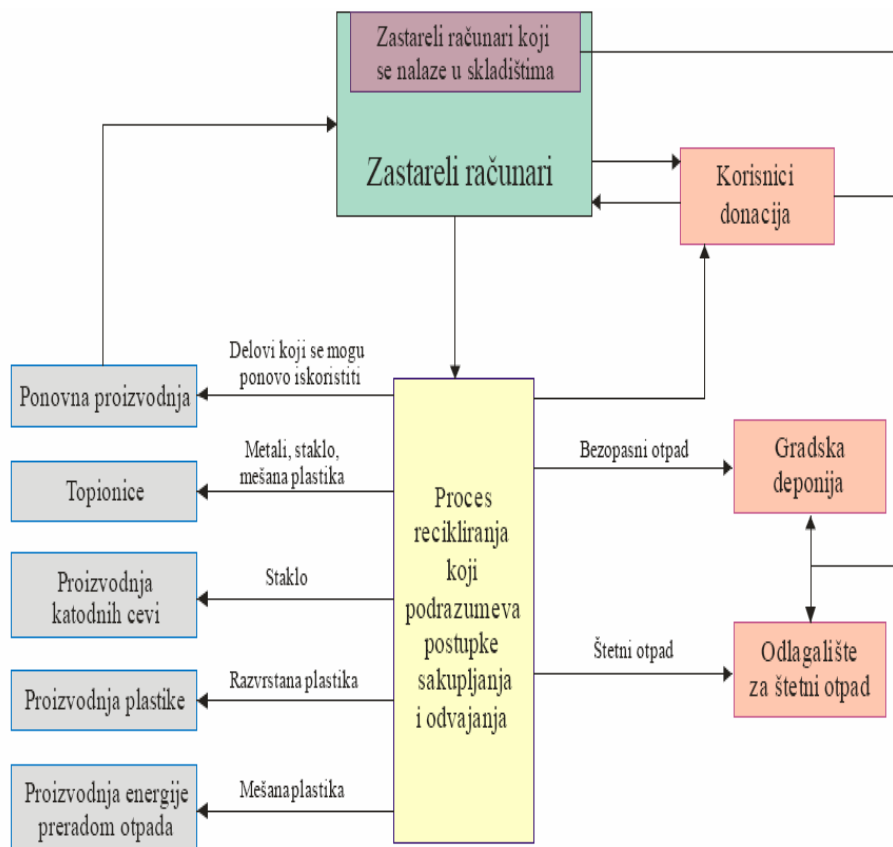 Zastareli računari koji
se nalaze u skladištima
Zastareli računari
Korisnici
donacija
Delovi koji se mogu
ponovo iskoristiti
Ponovna proizvodnja
Metali, staklo,
mešana plastika
Topionice
Staklo
Proizvodnja
katodnih cevi
Razvrstana plastika
Proizvodnja plastike
Mešana plastika
Proizvodnja energije
preradom otpada
Proces
recikliranja
koji
podrazumeva
postupke
sakupljanja
i odvajanja
Bezopasni otpad
Gradska
deponija
Štetni otpad
Odlagalište
za štetni otpad